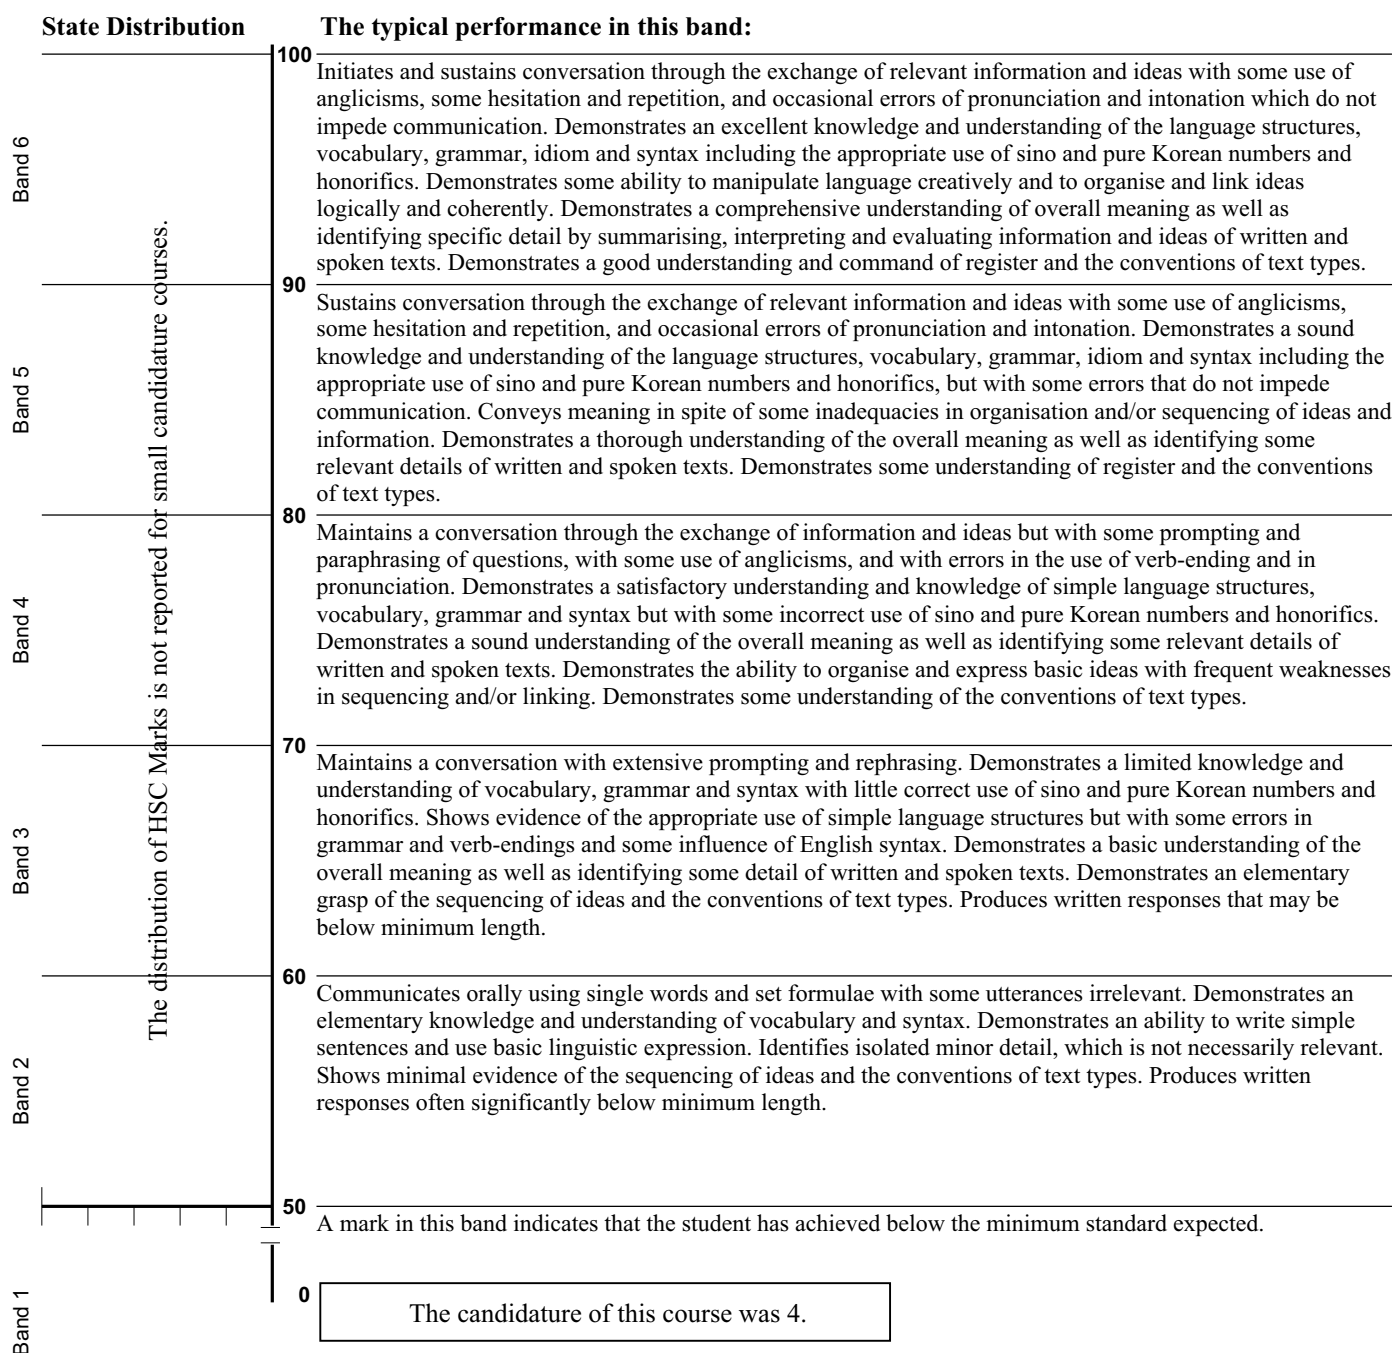 State Distribution
The typical performance in this band:
100
Band 6
Initiates and sustains conversation through the exchange of relevant information and ideas with some use of
anglicisms, some hesitation and repetition, and occasional errors of pronunciation and intonation which do not
impede communication. Demonstrates an excellent knowledge and understanding of the language structures,
vocabulary, grammar, idiom and syntax including the appropriate use of sino and pure Korean numbers and
honorifics. Demonstrates some ability to manipulate language creatively and to organise and link ideas
logically and coherently. Demonstrates a comprehensive understanding of overall meaning as well as
identifying specific detail by summarising, interpreting and evaluating information and ideas of written and
spoken texts. Demonstrates a good understanding and command of register and the conventions of text types.
90
Band 5
Sustains conversation through the exchange of relevant information and ideas with some use of anglicisms,
some hesitation and repetition, and occasional errors of pronunciation and intonation. Demonstrates a sound
knowledge and understanding of the language structures, vocabulary, grammar, idiom and syntax including the
appropriate use of sino and pure Korean numbers and honorifics, but with some errors that do not impede
communication. Conveys meaning in spite of some inadequacies in organisation and/or sequencing of ideas and
information. Demonstrates a thorough understanding of the overall meaning as well as identifying some
relevant details of written and spoken texts. Demonstrates some understanding of register and the conventions
of text types.
80
Band 4
Maintains a conversation through the exchange of information and ideas but with some prompting and
paraphrasing of questions, with some use of anglicisms, and with errors in the use of verb-ending and in
pronunciation. Demonstrates a satisfactory understanding and knowledge of simple language structures,
vocabulary, grammar and syntax but with some incorrect use of sino and pure Korean numbers and honorifics.
Demonstrates a sound understanding of the overall meaning as well as identifying some relevant details of
written and spoken texts. Demonstrates the ability to organise and express basic ideas with frequent weaknesses
in sequencing and/or linking. Demonstrates some understanding of the conventions of text types.
70
Band 3
Maintains a conversation with extensive prompting and rephrasing. Demonstrates a limited knowledge and
understanding of vocabulary, grammar and syntax with little correct use of sino and pure Korean numbers and
honorifics. Shows evidence of the appropriate use of simple language structures but with some errors in
grammar and verb-endings and some influence of English syntax. Demonstrates a basic understanding of the
overall meaning as well as identifying some detail of written and spoken texts. Demonstrates an elementary
grasp of the sequencing of ideas and the conventions of text types. Produces written responses that may be
below minimum length.
60
Band 2
Communicates orally using single words and set formulae with some utterances irrelevant. Demonstrates an
elementary knowledge and understanding of vocabulary and syntax. Demonstrates an ability to write simple
sentences and use basic linguistic expression. Identifies isolated minor detail, which is not necessarily relevant.
Shows minimal evidence of the sequencing of ideas and the conventions of text types. Produces written
responses often significantly below minimum length.
50
A mark in this band indicates that the student has achieved below the minimum standard expected.
0
Band 1
The candidature of this course was 4.
The distribution of HSC Marks is not reported for small candidature courses.